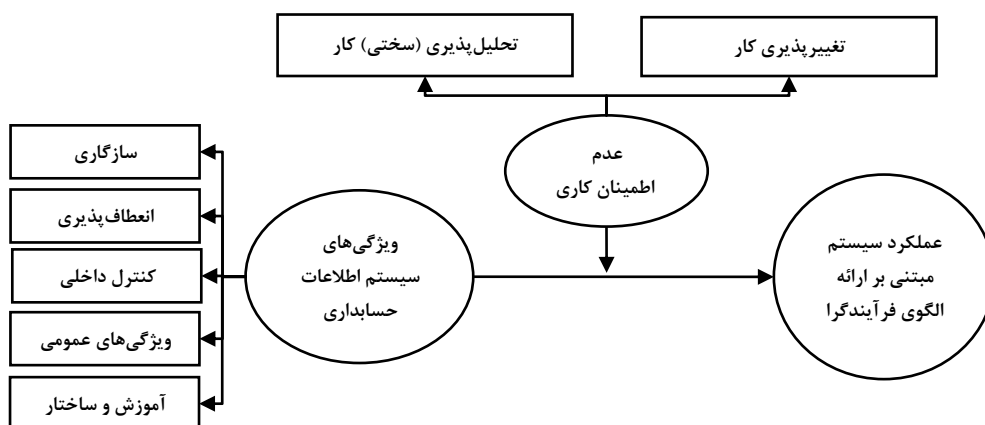 تغییرپذیری کار
تحلیل‌پذیری (سختی) کار
عدم
اطمینان کاری
عملکرد سیستم
مبتنی بر ارائه
الگوی فرآیندگرا
ویژگی‌های
سیستم اطلاعات
حسابداری
سازگاری
انعطاف‌پذیری
کنترل داخلی
ویژگی‌های عمومی
آموزش و ساختار